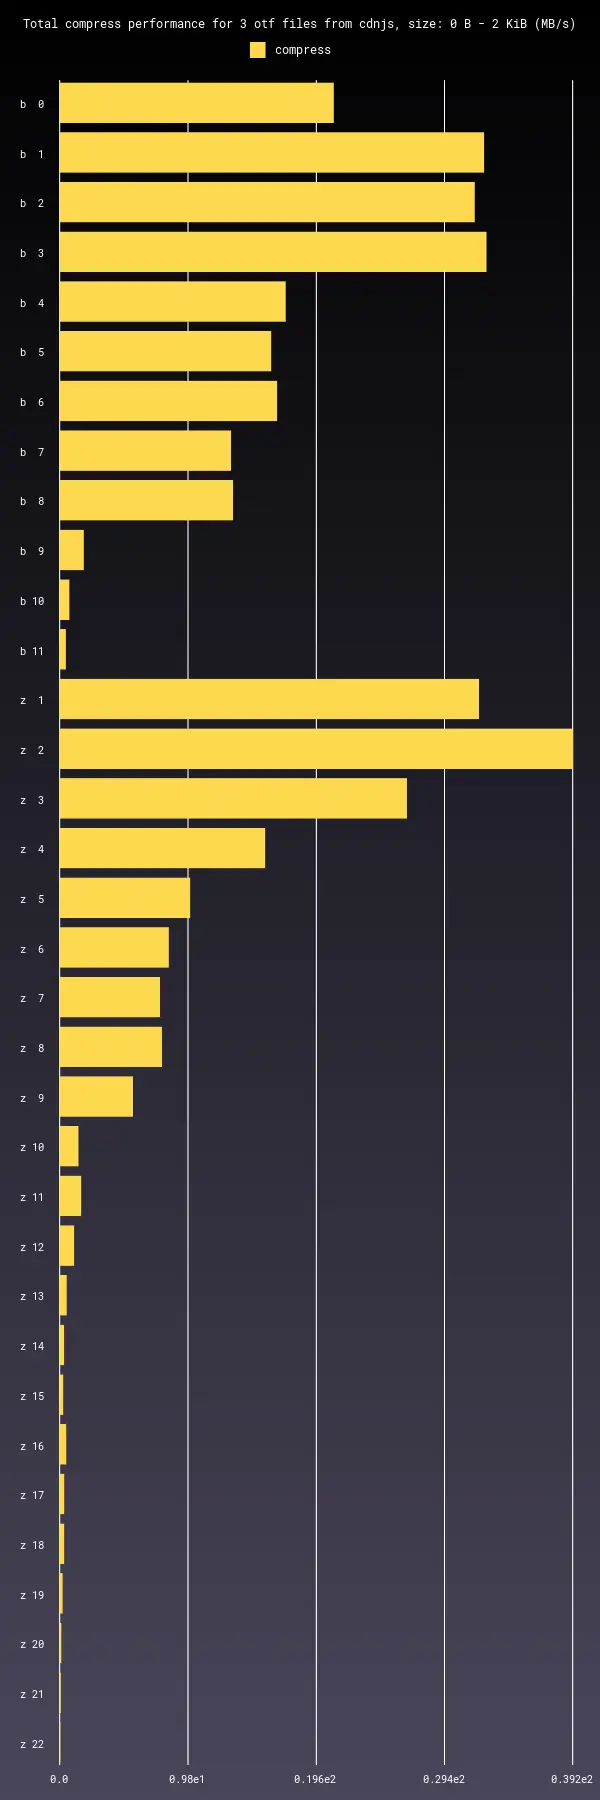 Total compress performance for 3 otf files from cdnjs, size: 0 B - 2 KiB (MB/s)
compress
b 0
b 1
b 2
b 3
b 4
b 5
b 6
b 7
b 8
b 9
b 10
b 11
z 1
z 2
z 3
z 4
z 5
z 6
z 7
z 8
z 9
z 10
z 11
z 12
z 13
z 14
z 15
z 16
z 17
z 18
z 19
z 20
z 21
z 22
0.0 0.98e1 0.196e2 0.294e2 0.392e2